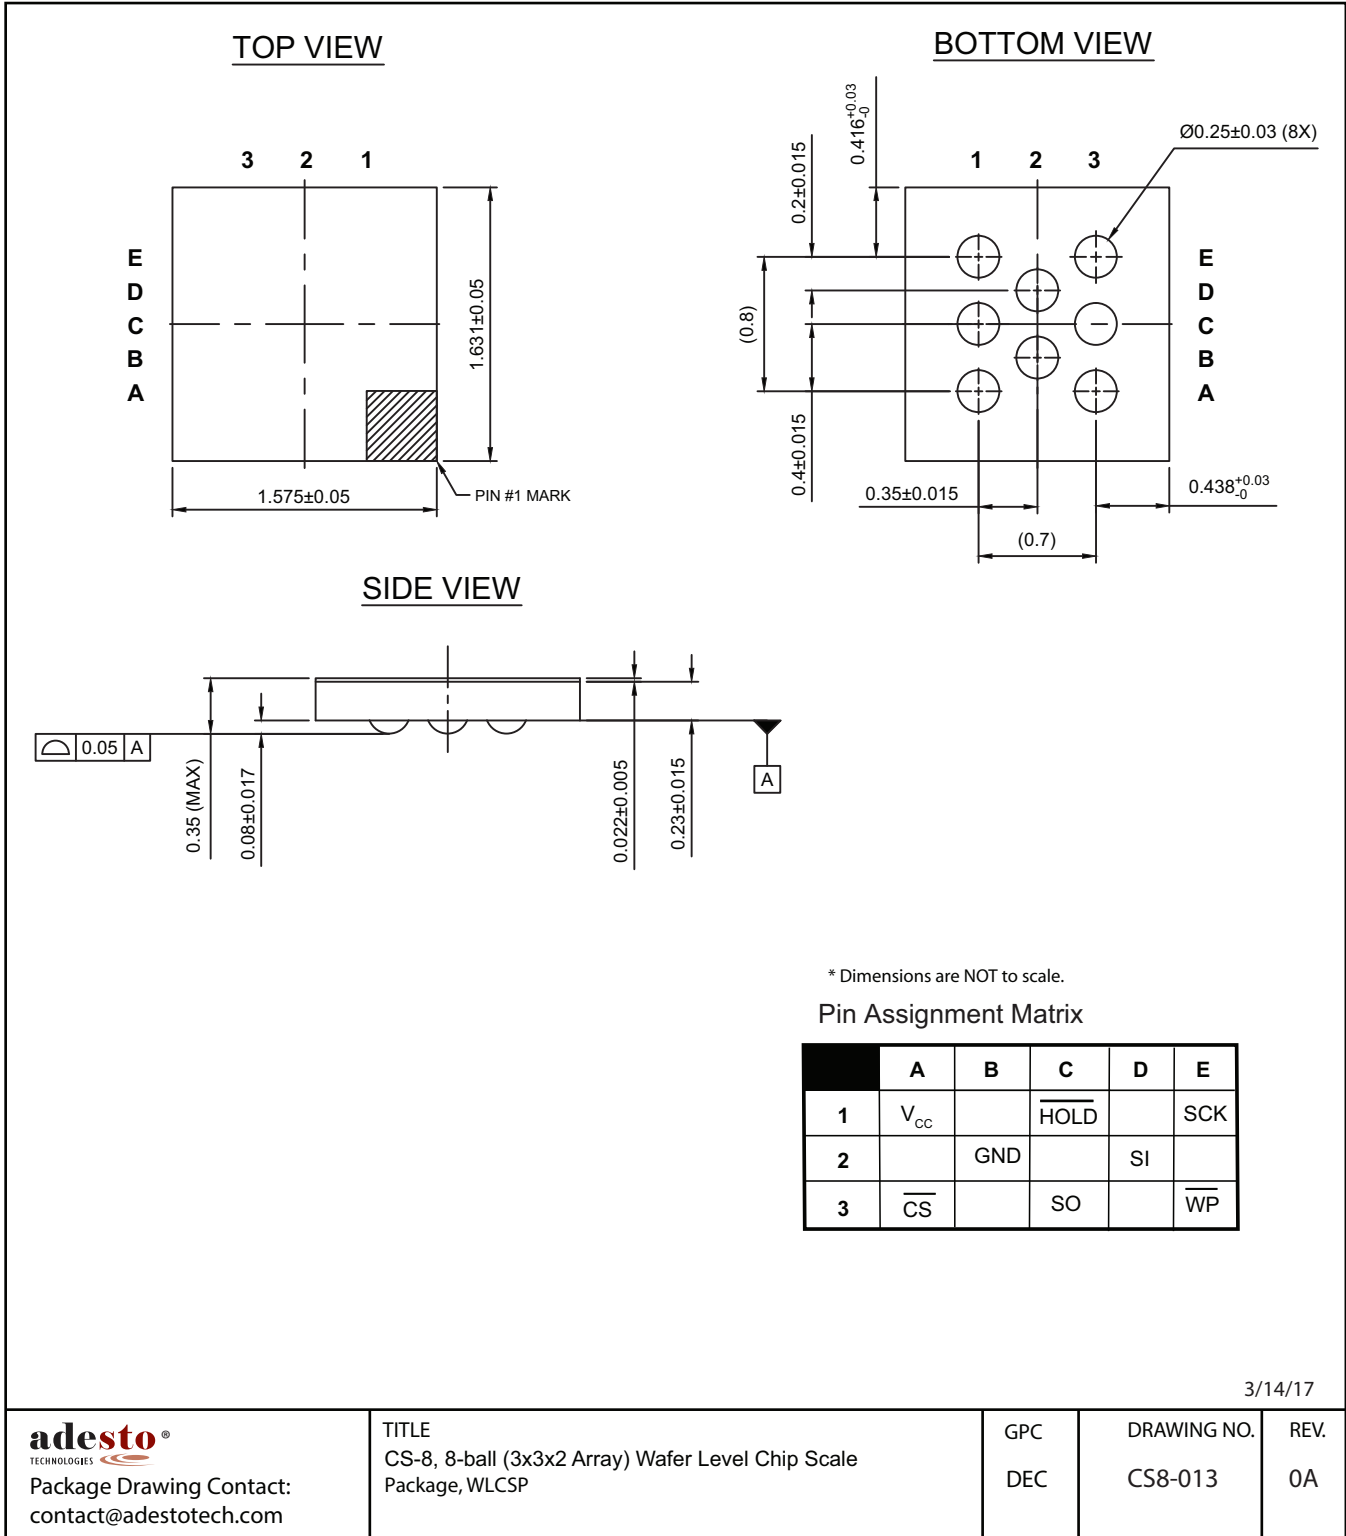 TOP VIEW
3 2 1
E
D
C
B
A
1.631±0.05
1.575±0.05
PIN #1 MARK
BOTTOM VIEW
0.416+0.03 -0
0.2±0.015
Ø0.25±0.03 (8X)
1 2 3
E
D
C
B
A
(0.8)
0.4±0.015
0.35±0.015
0.438+0.03 -0
(0.7)
SIDE VIEW
0.05 A
0.35 (MAX)
0.08±0.017
0.022±0.005
0.23±0.015
A
* Dimensions are NOT to scale.
Pin Assignment Matrix
A B C D E
1 VCC HOLD SCK
2 GND SI
3 CS SO WP
3/14/17
adesto®
TECHNOLOGIES
Package Drawing Contact:
contact@adestotech.com
TITLE
CS-8, 8-ball (3x3x2 Array) Wafer Level Chip Scale
Package, WLCSP
GPC
DEC
DRAWING NO.
CS8-013
REV.
0A